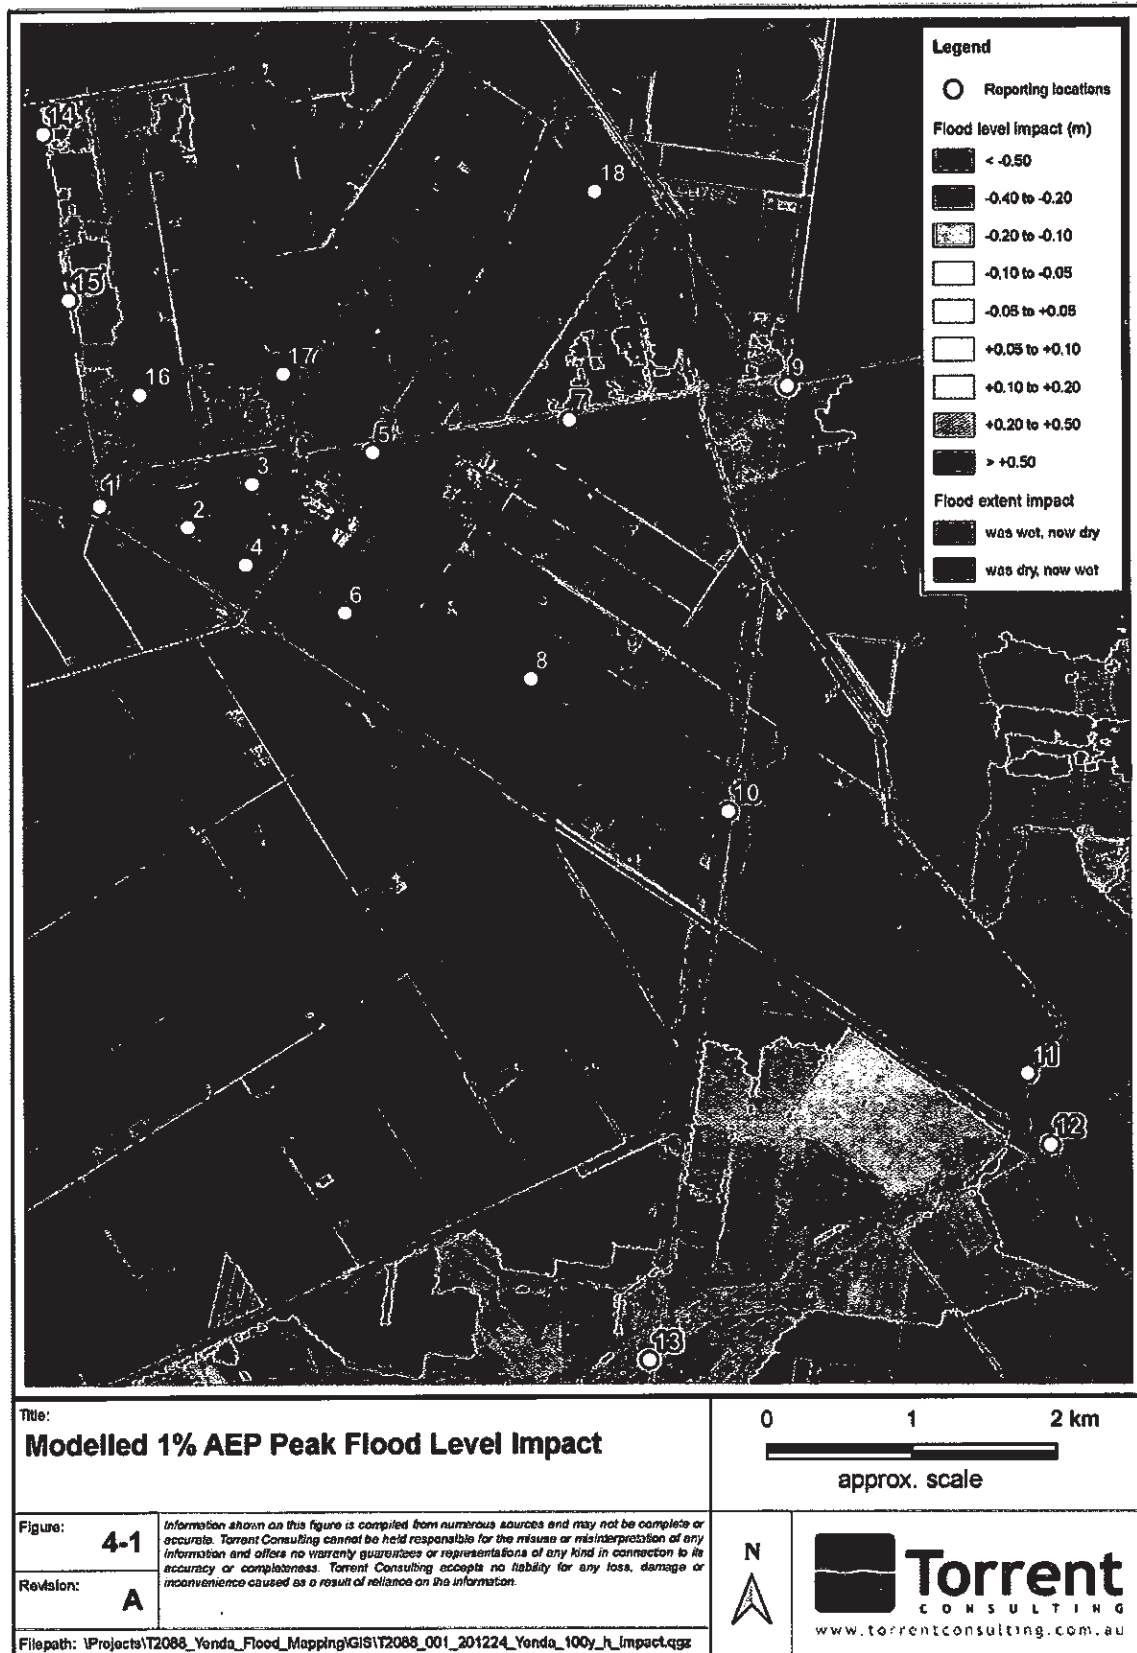 Legend
Reporting locations
Flood level impact (m)
< -0.50
-0.40 to -0.20
-0.20 to -0.10
-0.10 to -0.05
-0.05 to +0.05
+0.05 to +0.10
+0.10 to +0.20
+0.20 to +0.50
> +0.50
Flood extent impact
was wet, now dry
was dry, now wet
14
18
15
17
16
9
7
5
3
1
2
4
6
8
10
11
12
13
Title:
Modelled 1% AEP Peak Flood Level Impact
0 1 2 km
approx. scale
Figure:
4-1
Revision:
A
Information shown on this figure is compiled from numerous sources and may not be complete or
accurate. Torrent Consulting cannot be held responsible for the misuse or misinterpretation of any
information and offers no warranty guarantees or representations of any kind in connection to its
accuracy or completeness. Torrent Consulting accepts no liability for any loss, damage or
inconvenience caused as a result of reliance on the information.
N
Torrent
CONSULTING
www.torrentconsulting.com.au
Filepath: \Projects\T2088_Yenda_Flood_Mapping\GIS\T2088_001_201224_Yenda_100y_h_impact.qgz